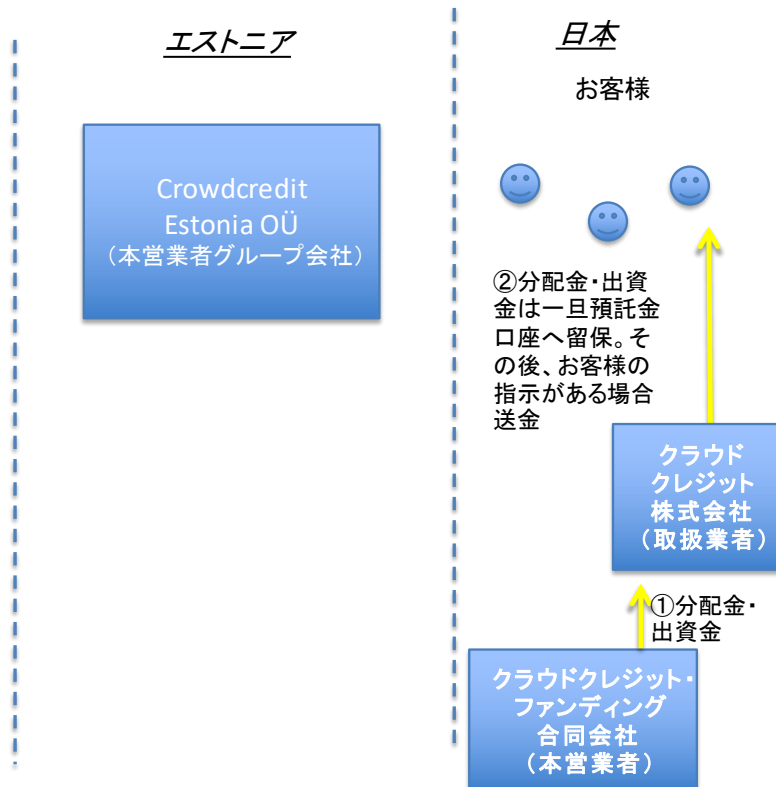 エストニア
日本
お客様
Crowdcredit
Estonia OÜ
（本営業者グループ会社）
②分配金・出資
金は一旦預託金
口座へ留保。そ
の後、お客様の
指示がある場合
送金
クラウド
クレジット
株式会社
（取扱業者）
①分配金・
出資金
クラウドクレジット・
ファンディング
合同会社
（本営業者）